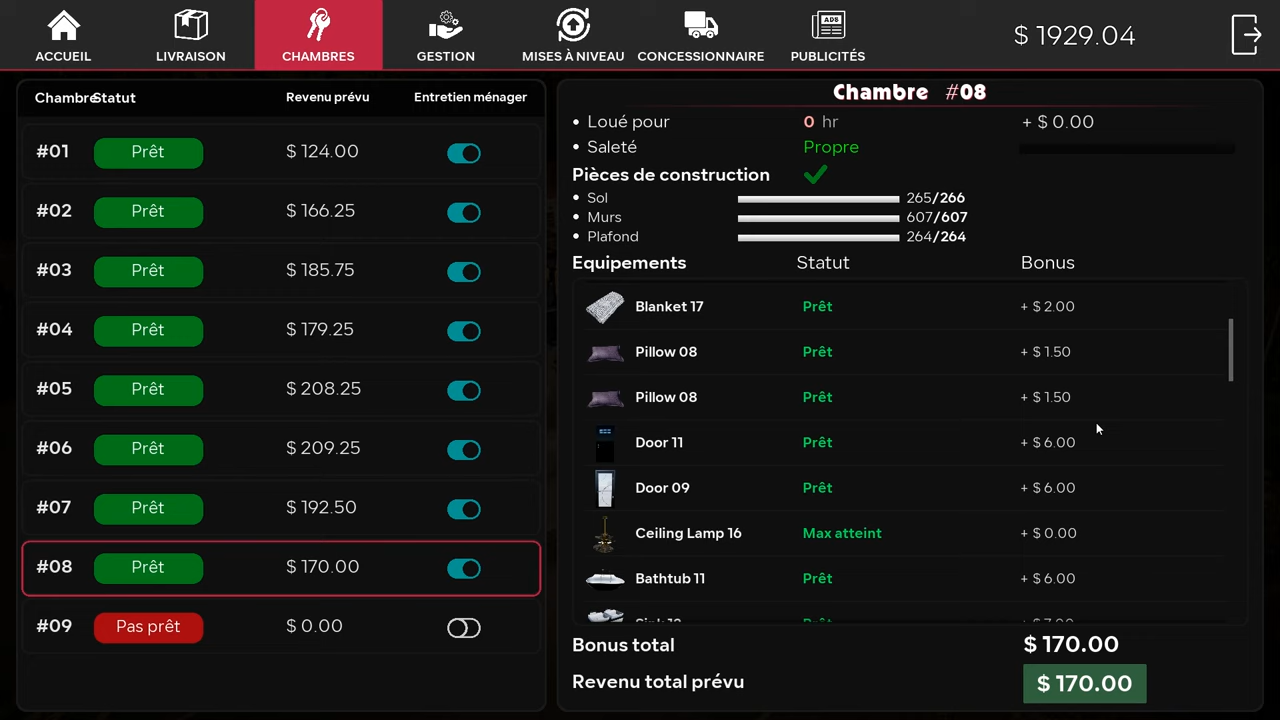 ACCUEIL
LIVRAISON
CHAMBRES
GESTION
MISES À NIVEAU
CONCESSIONNAIRE
ADS
PUBLICITÉS
$ 1929.04
Chambre Statut Revenu prévu Entretien ménager
#01 Prêt $ 124.00
#02 Prêt $ 166.25
#03 Prêt $ 185.75
#04 Prêt $ 179.25
#05 Prêt $ 208.25
#06 Prêt $ 209.25
#07 Prêt $ 192.50
#08 Prêt $ 170.00
#09 Pas prêt $ 0.00
Chambre #08
• Loué pour 0 hr + $ 0.00
• Saleté Propre
Pièces de construction
• Sol 265/266
• Murs 607/607
• Plafond 264/264
Equipements Statut Bonus
Blanket 17 Prêt + $ 2.00
Pillow 08 Prêt + $ 1.50
Pillow 08 Prêt + $ 1.50
Door 11 Prêt + $ 6.00
Door 09 Prêt + $ 6.00
Ceiling Lamp 16 Max atteint + $ 0.00
Bathtub 11 Prêt + $ 6.00
Bonus total $ 170.00
Revenu total prévu $ 170.00